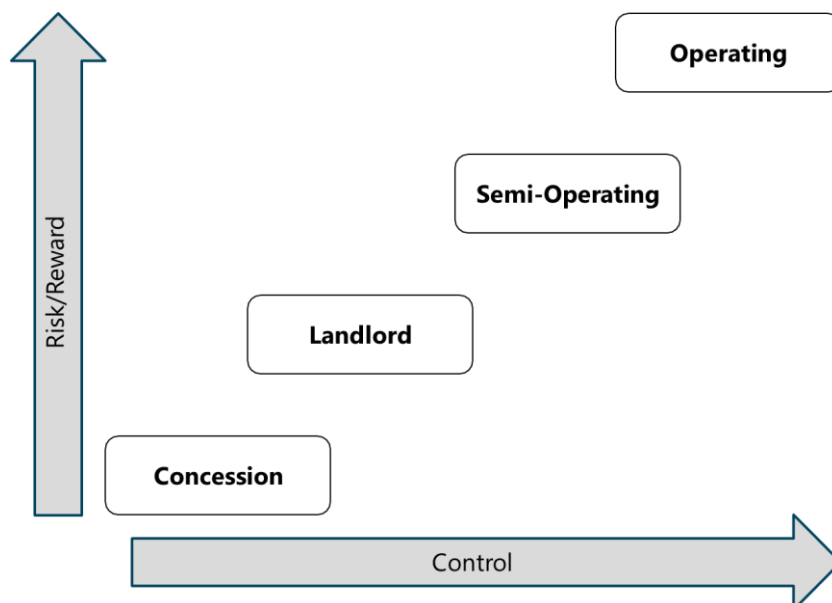 Operating
Semi-Operating
Risk/Reward
Landlord
Concession
Control